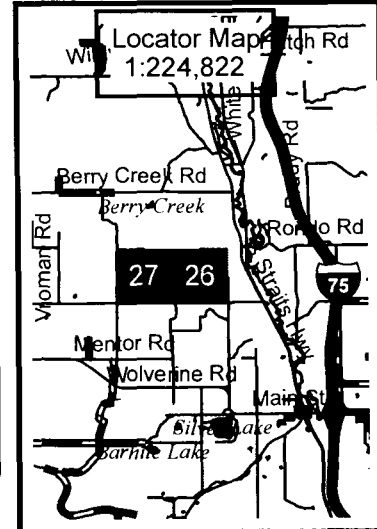 Locator Map
1:224,822
Rd
White
Berry Creek Rd
Berry Creek
Rondo Rd
Vroman Rd
27 26
Straits Hwy
75
Mentor Rd
Wolverine Rd
Main St
Silver Lake
Barhite Lake